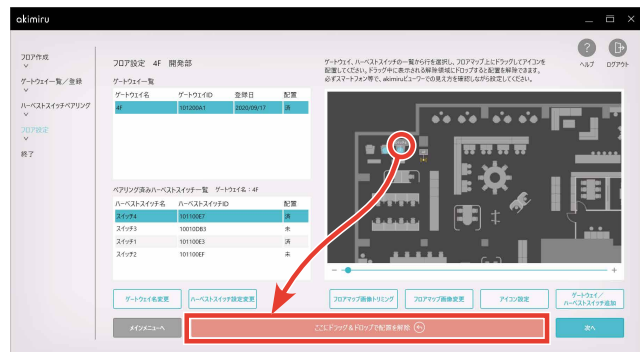 akimiru
フロア作成
ゲートウェイ一覧／登録
ハーベストスイッチペアリング
フロア設定
終了
フロア設定 4F 開発部
ゲートウェイ、ハーベストスイッチの一覧から行を選択し、フロアマップ上にドラッグしてアイコンを
配置してください。ドラッグ中に表示される解除領域にドロップすると配置を解除できます。
必ずスマートフォン等で、akimiruビューワーでの見え方を確認しながら設定してください。
ヘルプ ログアウト
ゲートウェイ一覧
ゲートウェイ名 ゲートウェイID 登録日 配置
4F 101200A1 2020/09/17 済
ペアリング済みハーベストスイッチ一覧 ゲートウェイ名：4F
ハーベストスイッチ名 ハーベストスイッチID 配置
スイッチ4 101100E7 済
スイッチ3 10010DB3 未
スイッチ1 101100E3 済
スイッチ2 101100EF 未
ゲートウェイ名変更 ハーベストスイッチ設定変更 フロアマップ画像トリミング フロアマップ画像変更 アイコン設定 ゲートウェイ／
ハーベストスイッチ追加
メインメニューへ ここにドラッグ＆ドロップで配置を解除 次へ